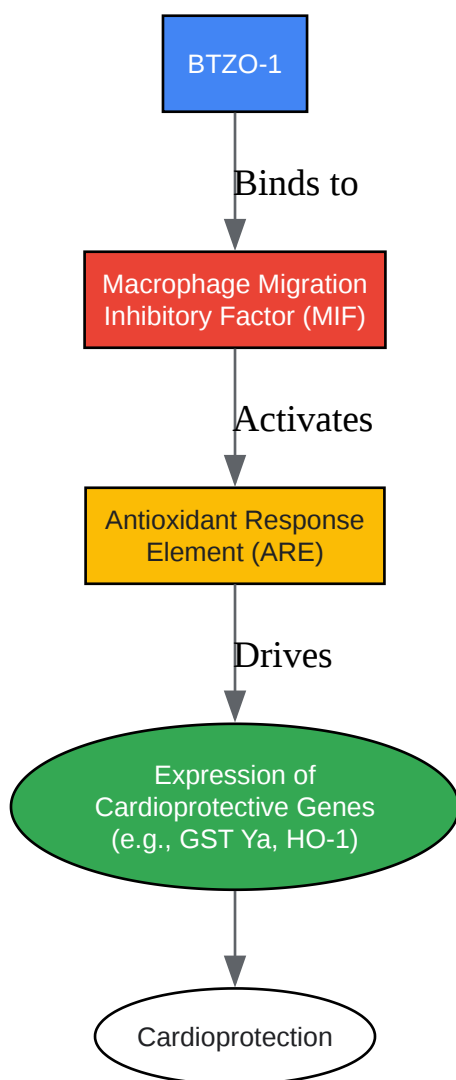 BTZO-1
Binds to
Macrophage Migration
Inhibitory Factor (MIF)
Activates
Antioxidant Response
Element (ARE)
Drives
Expression of
Cardioprotective Genes
(e.g., GST Ya, HO-1)
Cardioprotection